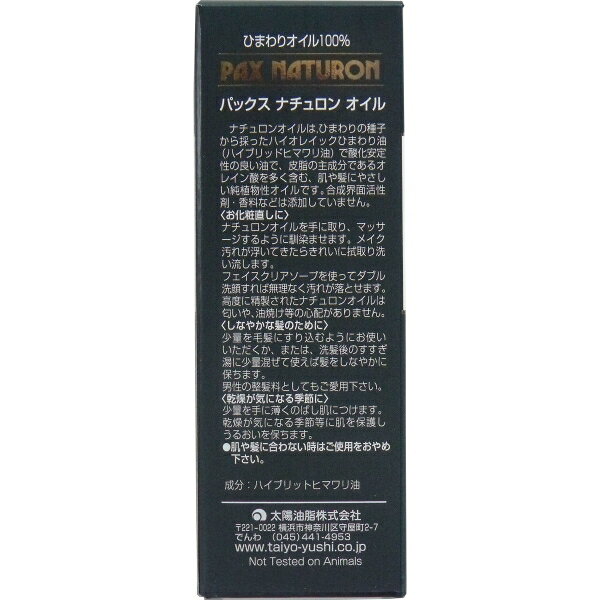 ひまわりオイル100%
PAX NATURON
パックス ナチュロン オイル
ナチュロンオイルは､ひまわりの種子
から採ったハイオレイックひまわり油
(ハイブリッドヒマワリ油)で酸化安定
性の良い油で、皮脂の主成分である
オレイン酸を多く含む、肌や髪にやさし
い純植物性オイルです｡合成界面活性
剤・香料などは添加していません。
〈お化粧直しに〉
ナチュロンオイルを手に取り、マッサ
ージするように馴染ませます。メイク
汚れが浮いてきたらきれいに拭取り洗
い流します。
フェイスクリアソープを使ってダブル
洗顔すれば無理なく汚れが落とせます。
高度に精製されたナチュロンオイルは
匂いや､油焼け等の心配がありません。
〈しなやかな髪のために〉
少量を毛髪にすり込むようにお使い
いただくか、または、洗髪後のすすぎ
湯に少量混ぜて使えば髪をしなやかに
保ちます。
男性の整髪料としてもご愛用下さい。
〈乾燥が気になる季節に〉
少量を手に薄くのばし肌につけます。
乾燥が気になる季節等に肌を保護し
うるおいを保ちます。
●肌や髪に合わない時はご使用をおやめ
下さい。
成分：ハイブリットヒマワリ油
太陽油脂株式会社
〒221-0022 横浜市神奈川区守屋町2-7
でんわ (045)441-4953
www.taiyo-yushi.co.jp
Not Tested on Animals